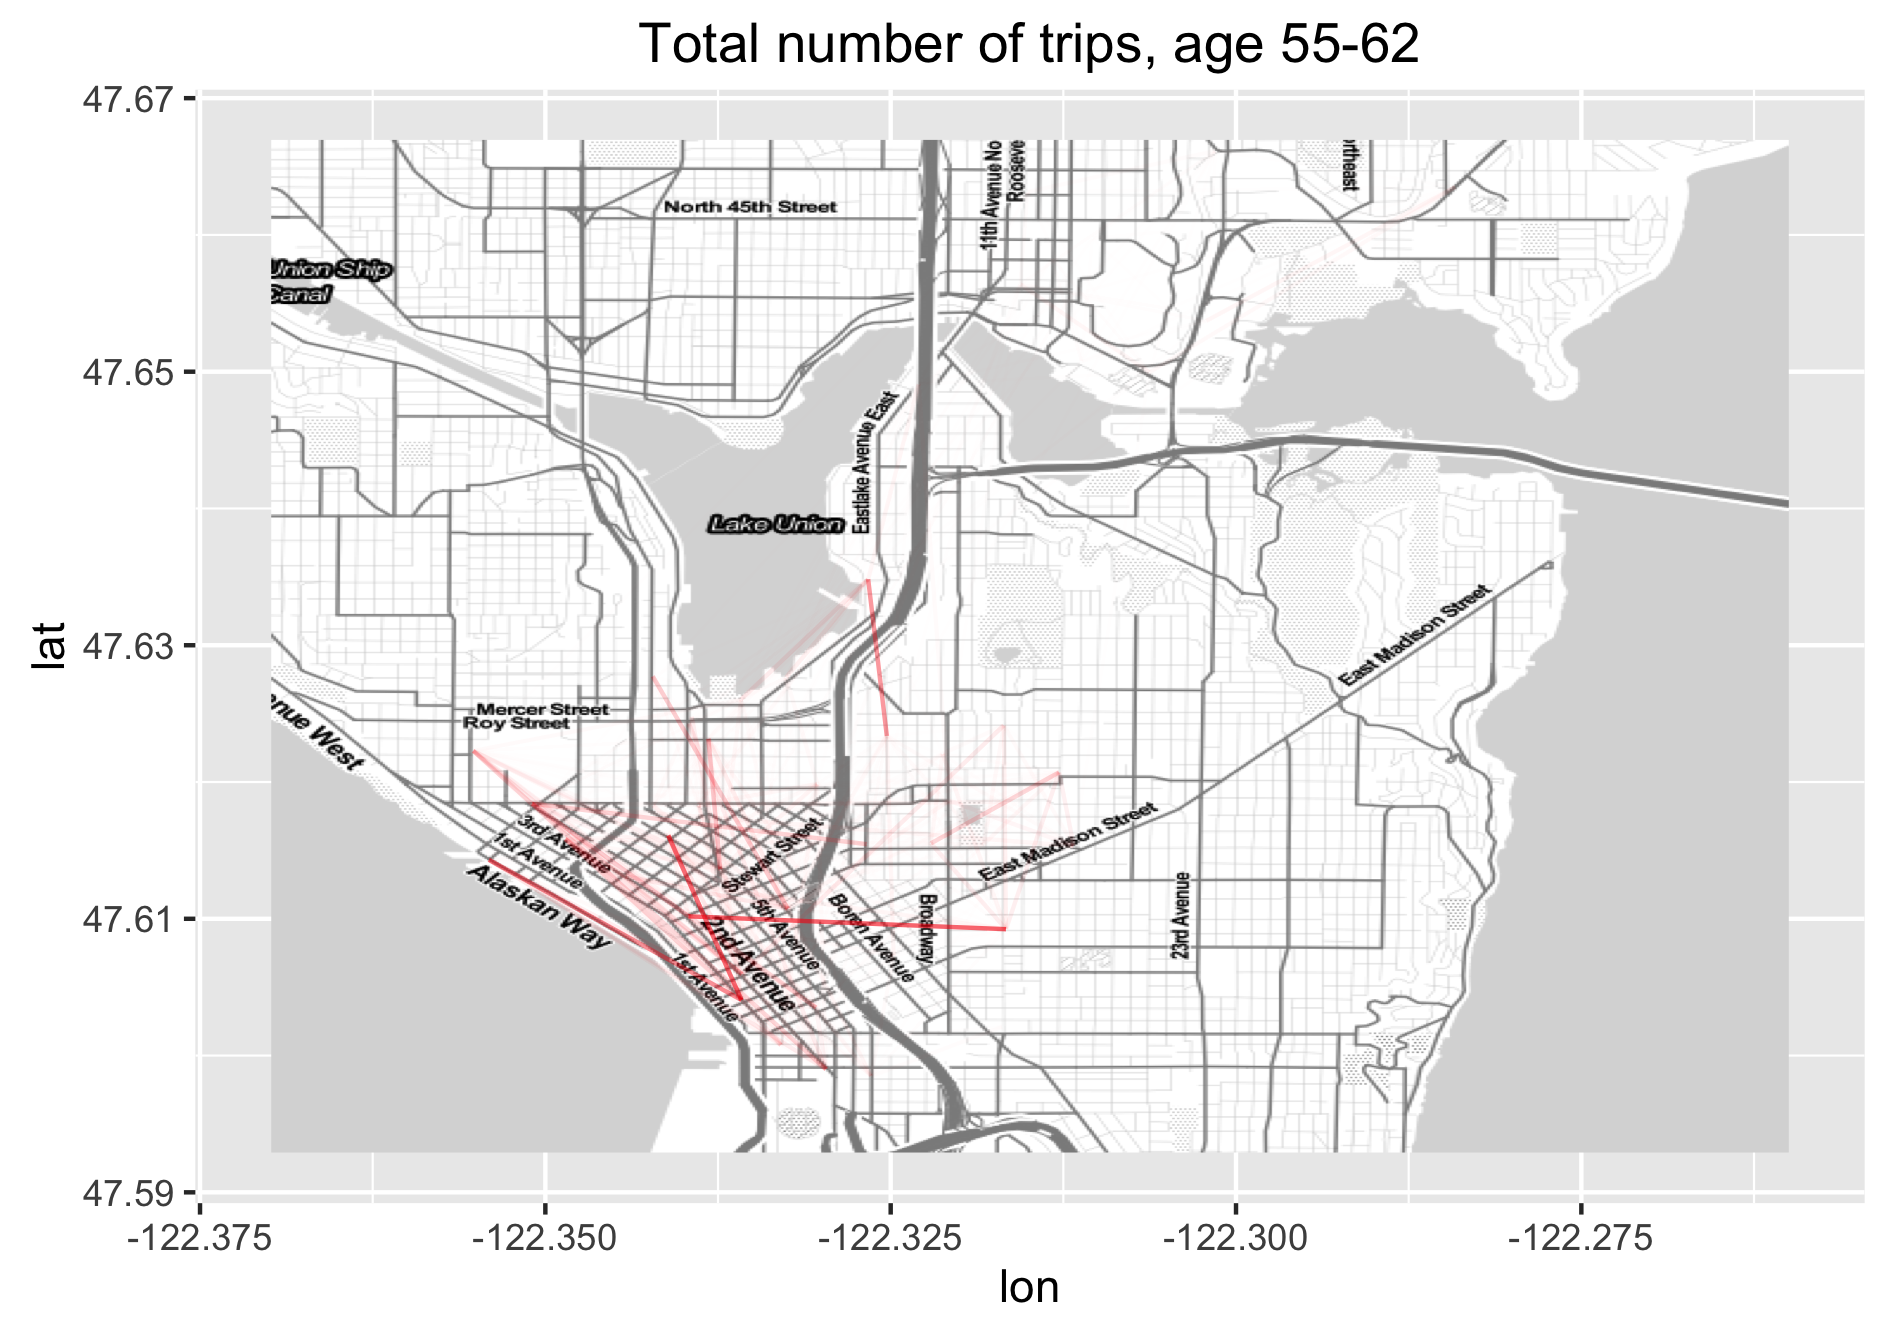 Total number of trips, age 55-62
47.67
47.65
47.63
47.61
47.59
lat
North 45th Street
11th Avenue No
Rooseve
rtheast
Union Ship
Canal
Eastlake Avenue East
Lake Union
East Madison Street
Mercer Street
Roy Street
enue West
3rd Avenue
1st Avenue
Stewart Street
East Madison Street
Alaskan Way
5th Avenue
Boren Avenue
Broadway
23rd Avenue
2nd Avenue
1st Avenue
-122.375
-122.350
-122.325
-122.300
-122.275
lon